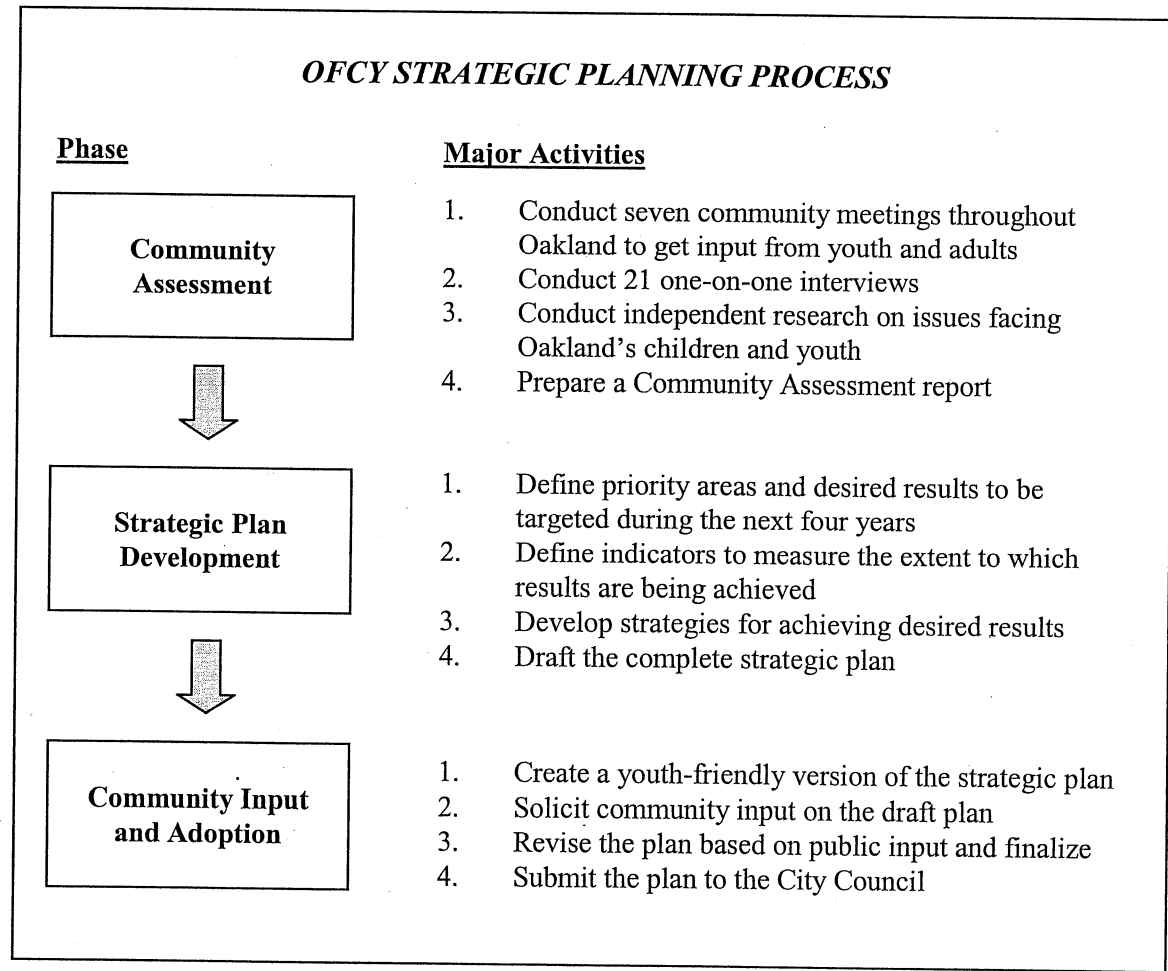 OFCY STRATEGIC PLANNING PROCESS
Phase
Major Activities
Community
Assessment
1. Conduct seven community meetings throughout
Oakland to get input from youth and adults
2. Conduct 21 one-on-one interviews
3. Conduct independent research on issues facing
Oakland's children and youth
4. Prepare a Community Assessment report
Strategic Plan
Development
1. Define priority areas and desired results to be
targeted during the next four years
2. Define indicators to measure the extent to which
results are being achieved
3. Develop strategies for achieving desired results
4. Draft the complete strategic plan
Community Input
and Adoption
1. Create a youth-friendly version of the strategic plan
2. Solicit community input on the draft plan
3. Revise the plan based on public input and finalize
4. Submit the plan to the City Council